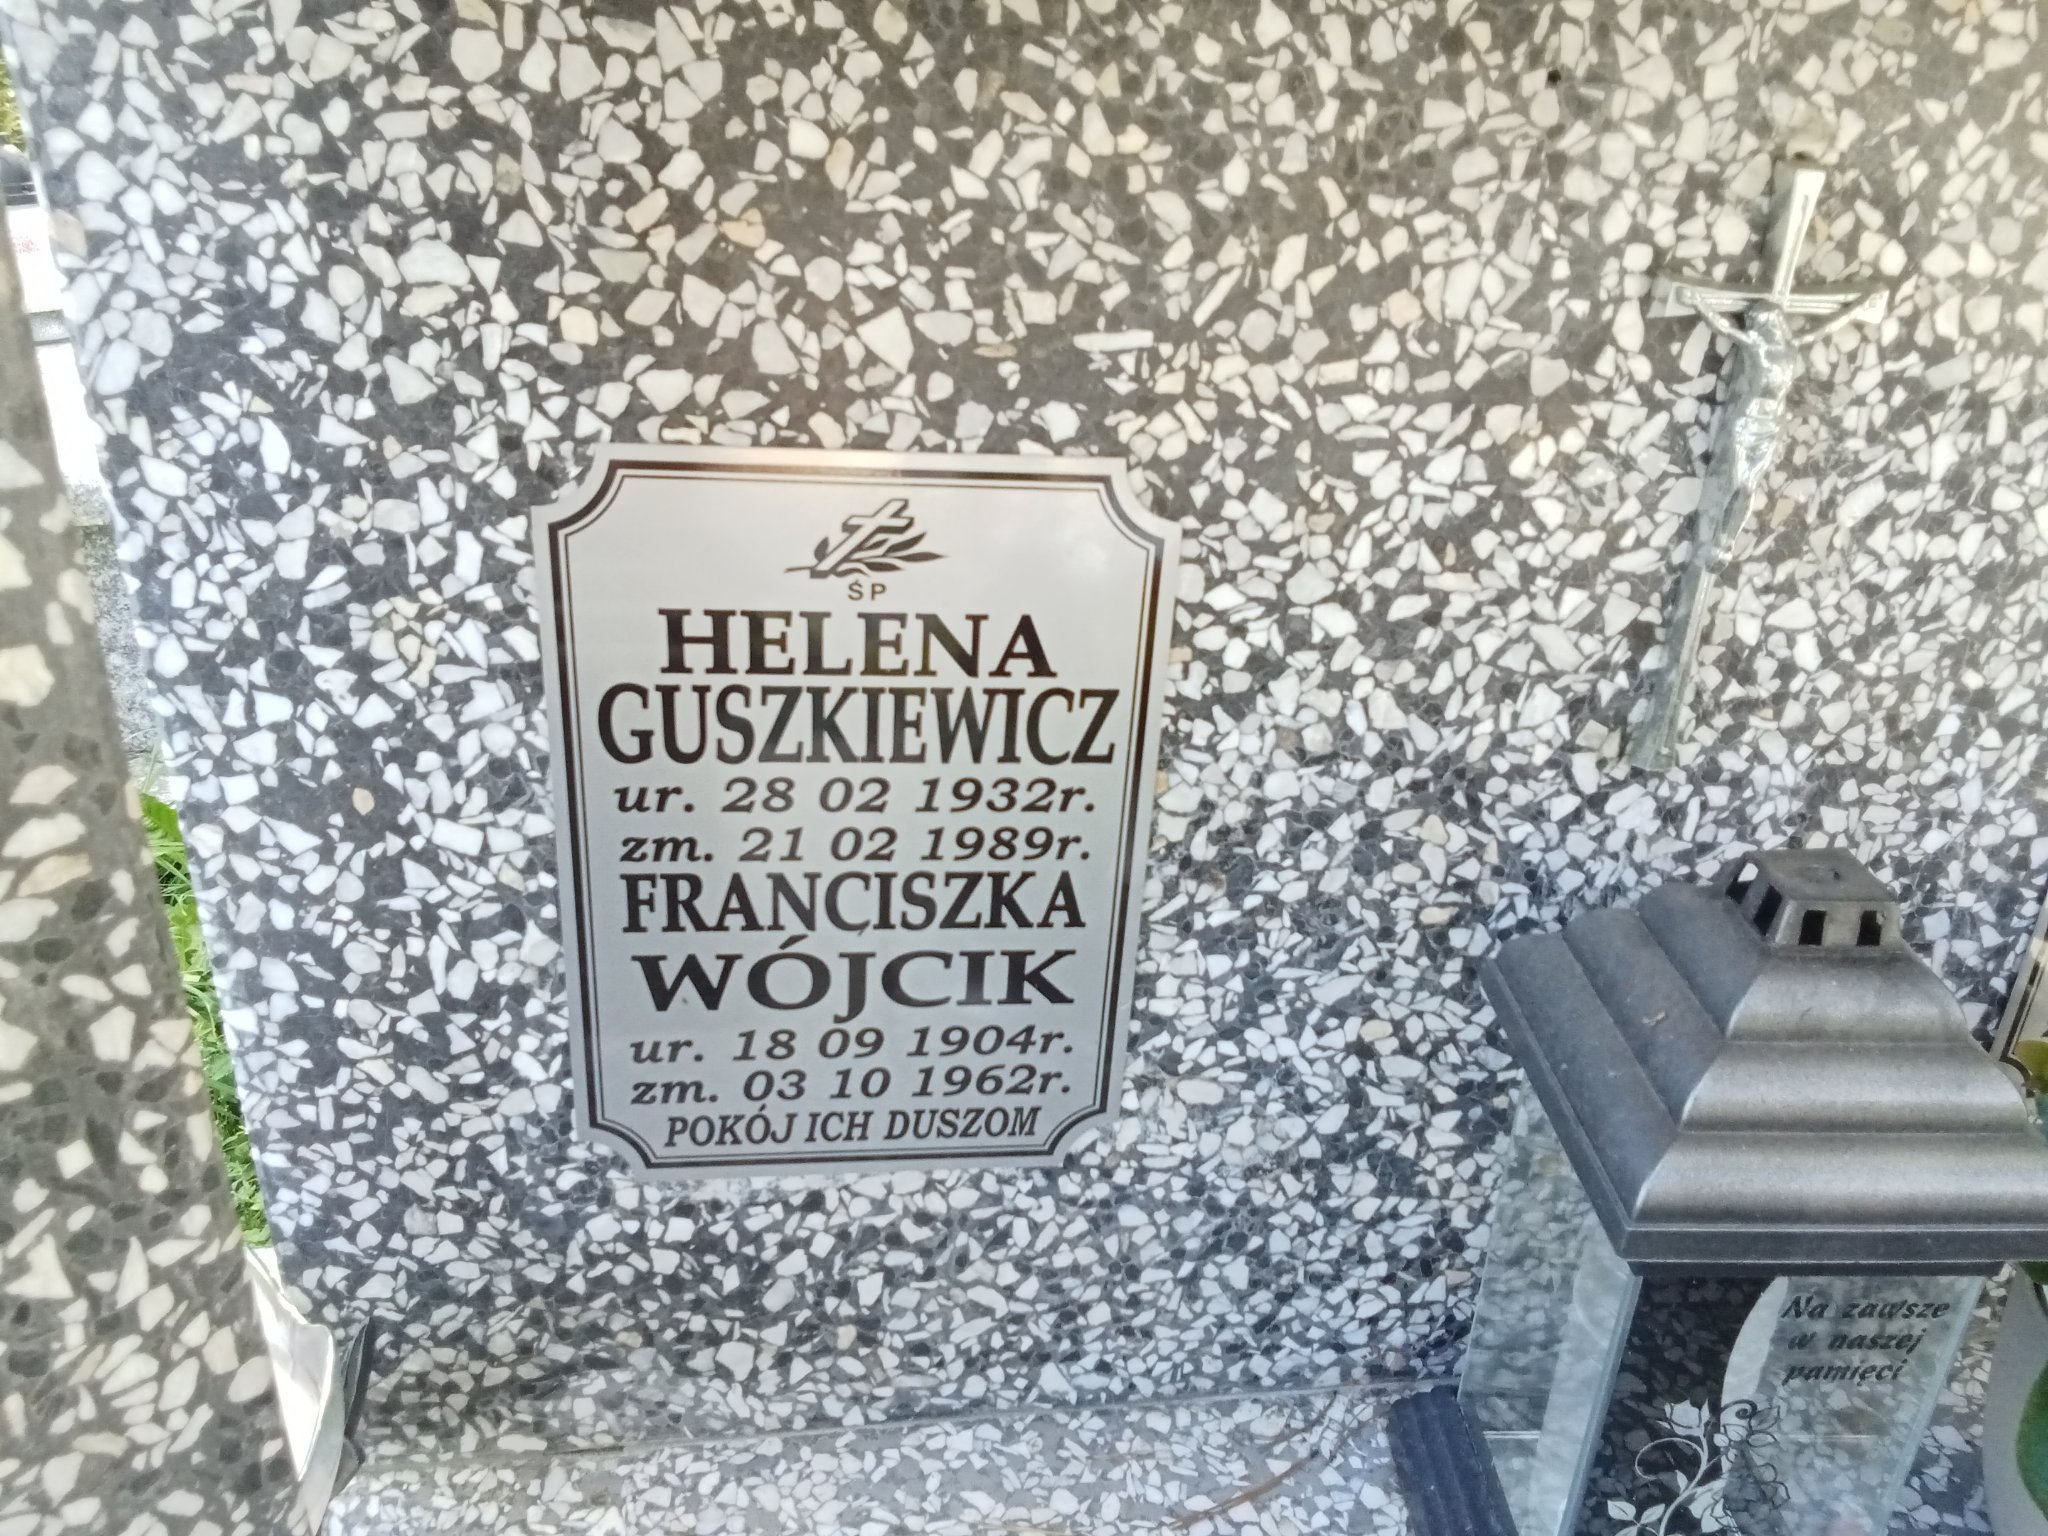 ŚP
HELENA
GUSZKIEWICZ
ur. 28 02 1932r.
zm. 21 02 1989r.
FRANCISZKA
WÓJCIK
ur. 18 09 1904r.
zm. 03 10 1962r.
POKÓJ ICH DUSZOM
Na zawsze
w naszej
pamięci